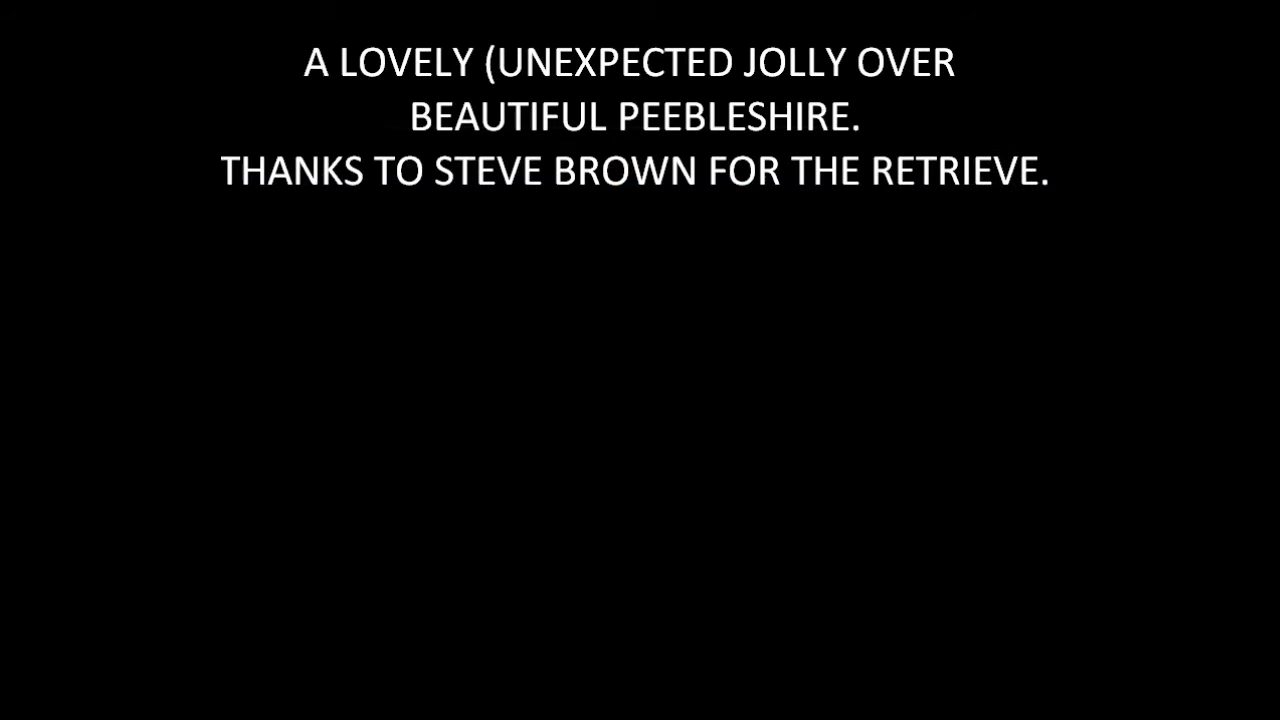 A LOVELY (UNEXPECTED JOLLY OVER
BEAUTIFUL PEEBLESHIRE.
THANKS TO STEVE BROWN FOR THE RETRIEVE.